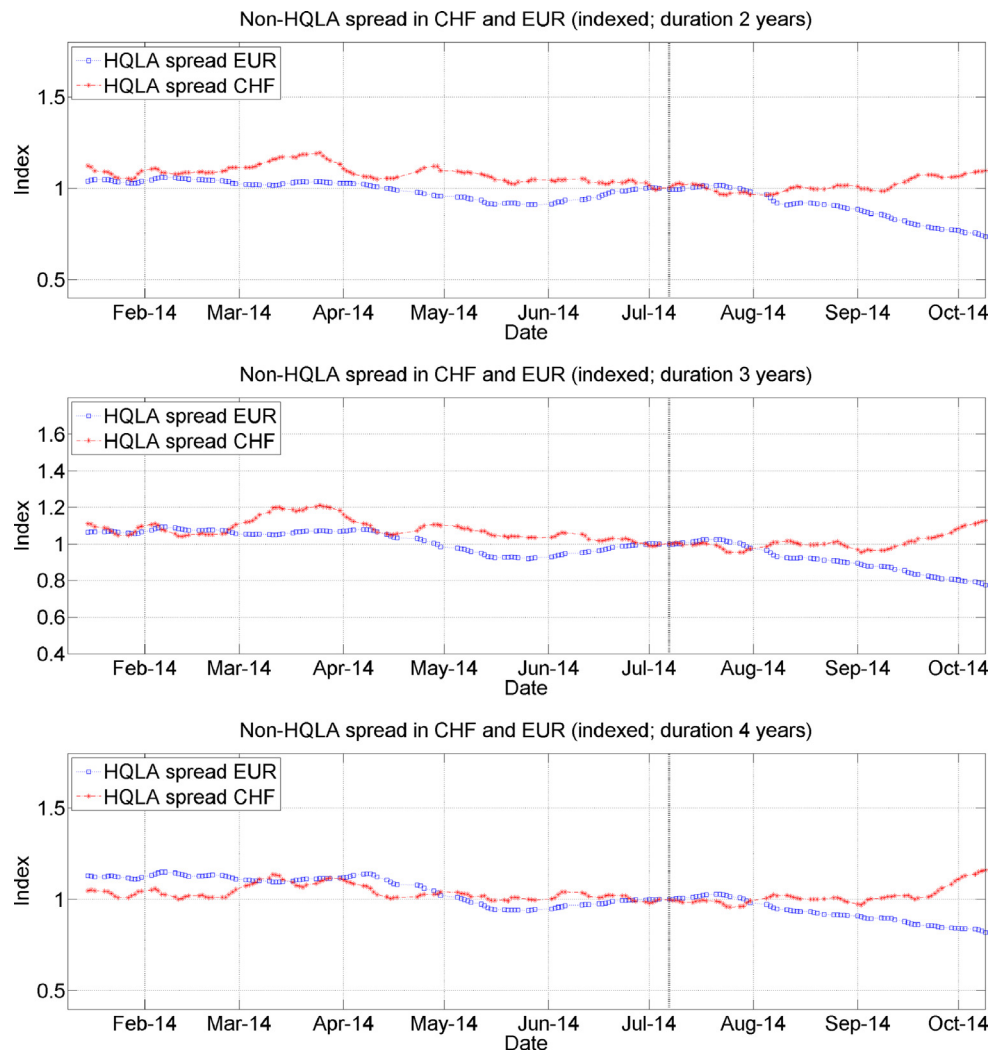 Non-HQLA spread in CHF and EUR (indexed; duration 2 years)
HQLA spread EUR
HQLA spread CHF
1.5
1
0.5
Index
Feb-14 Mar-14 Apr-14 May-14 Jun-14 Jul-14 Aug-14 Sep-14 Oct-14
Date
Non-HQLA spread in CHF and EUR (indexed; duration 3 years)
HQLA spread EUR
HQLA spread CHF
1.6
1.4
1.2
1
0.8
0.6
0.4
Index
Feb-14 Mar-14 Apr-14 May-14 Jun-14 Jul-14 Aug-14 Sep-14 Oct-14
Date
Non-HQLA spread in CHF and EUR (indexed; duration 4 years)
HQLA spread EUR
HQLA spread CHF
1.5
1
0.5
Index
Feb-14 Mar-14 Apr-14 May-14 Jun-14 Jul-14 Aug-14 Sep-14 Oct-14
Date